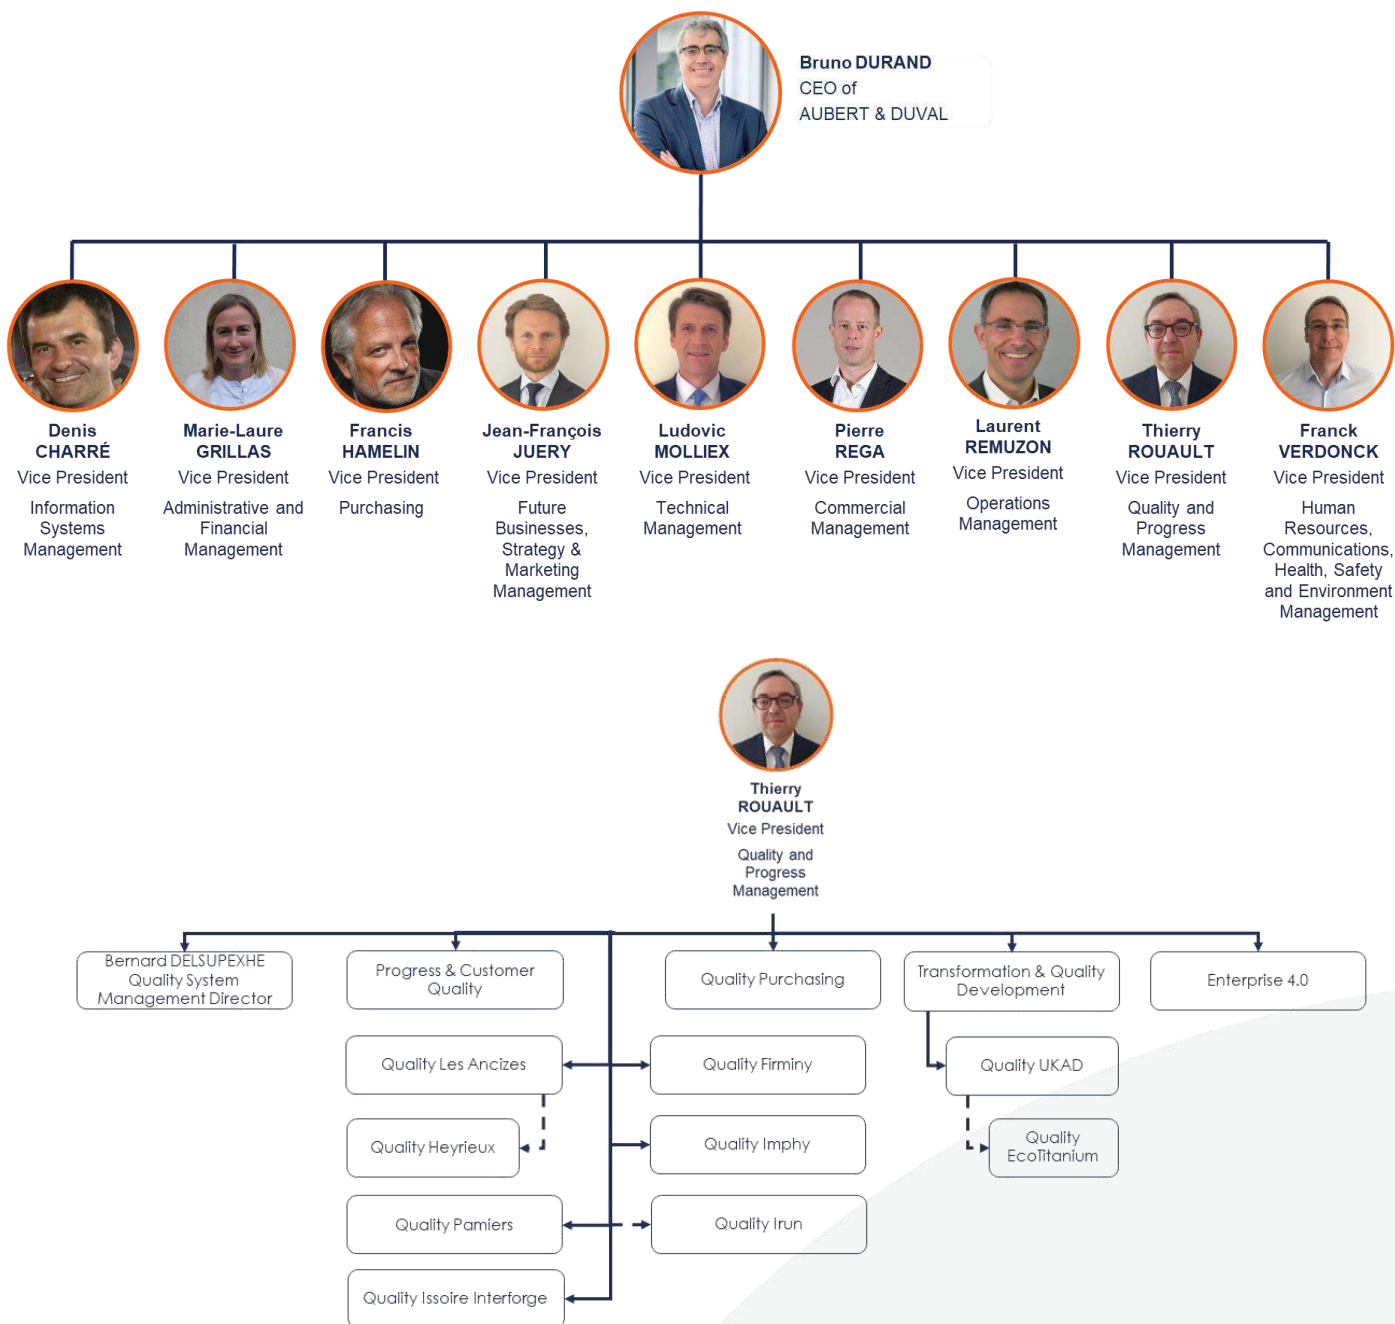 Bruno DURAND
CEO of
AUBERT & DUVAL
Denis
CHARRÉ
Vice President
Information
Systems
Management
Marie-Laure
GRILLAS
Vice President
Administrative and
Financial
Management
Francis
HAMELIN
Vice President
Purchasing
Jean-François
JUERY
Vice President
Future
Businesses,
Strategy &
Marketing
Management
Ludovic
MOLLIEX
Vice President
Technical
Management
Pierre
REGA
Vice President
Commercial
Management
Laurent
REMUZON
Vice President
Operations
Management
Thierry
ROUAULT
Vice President
Quality and
Progress
Management
Franck
VERDONCK
Vice President
Human
Resources,
Communications,
Health, Safety
and Environment
Management
Thierry
ROUAULT
Vice President
Quality and
Progress
Management
Bernard DELSUPEXHE
Quality System
Management Director
Progress & Customer
Quality
Quality Purchasing
Transformation & Quality
Development
Enterprise 4.0
Quality Les Ancizes
Quality Firminy
Quality UKAD
Quality Heyrieux
Quality Imphy
Quality
EcoTitanium
Quality Pamiers
Quality Irun
Quality Issoire Interforge